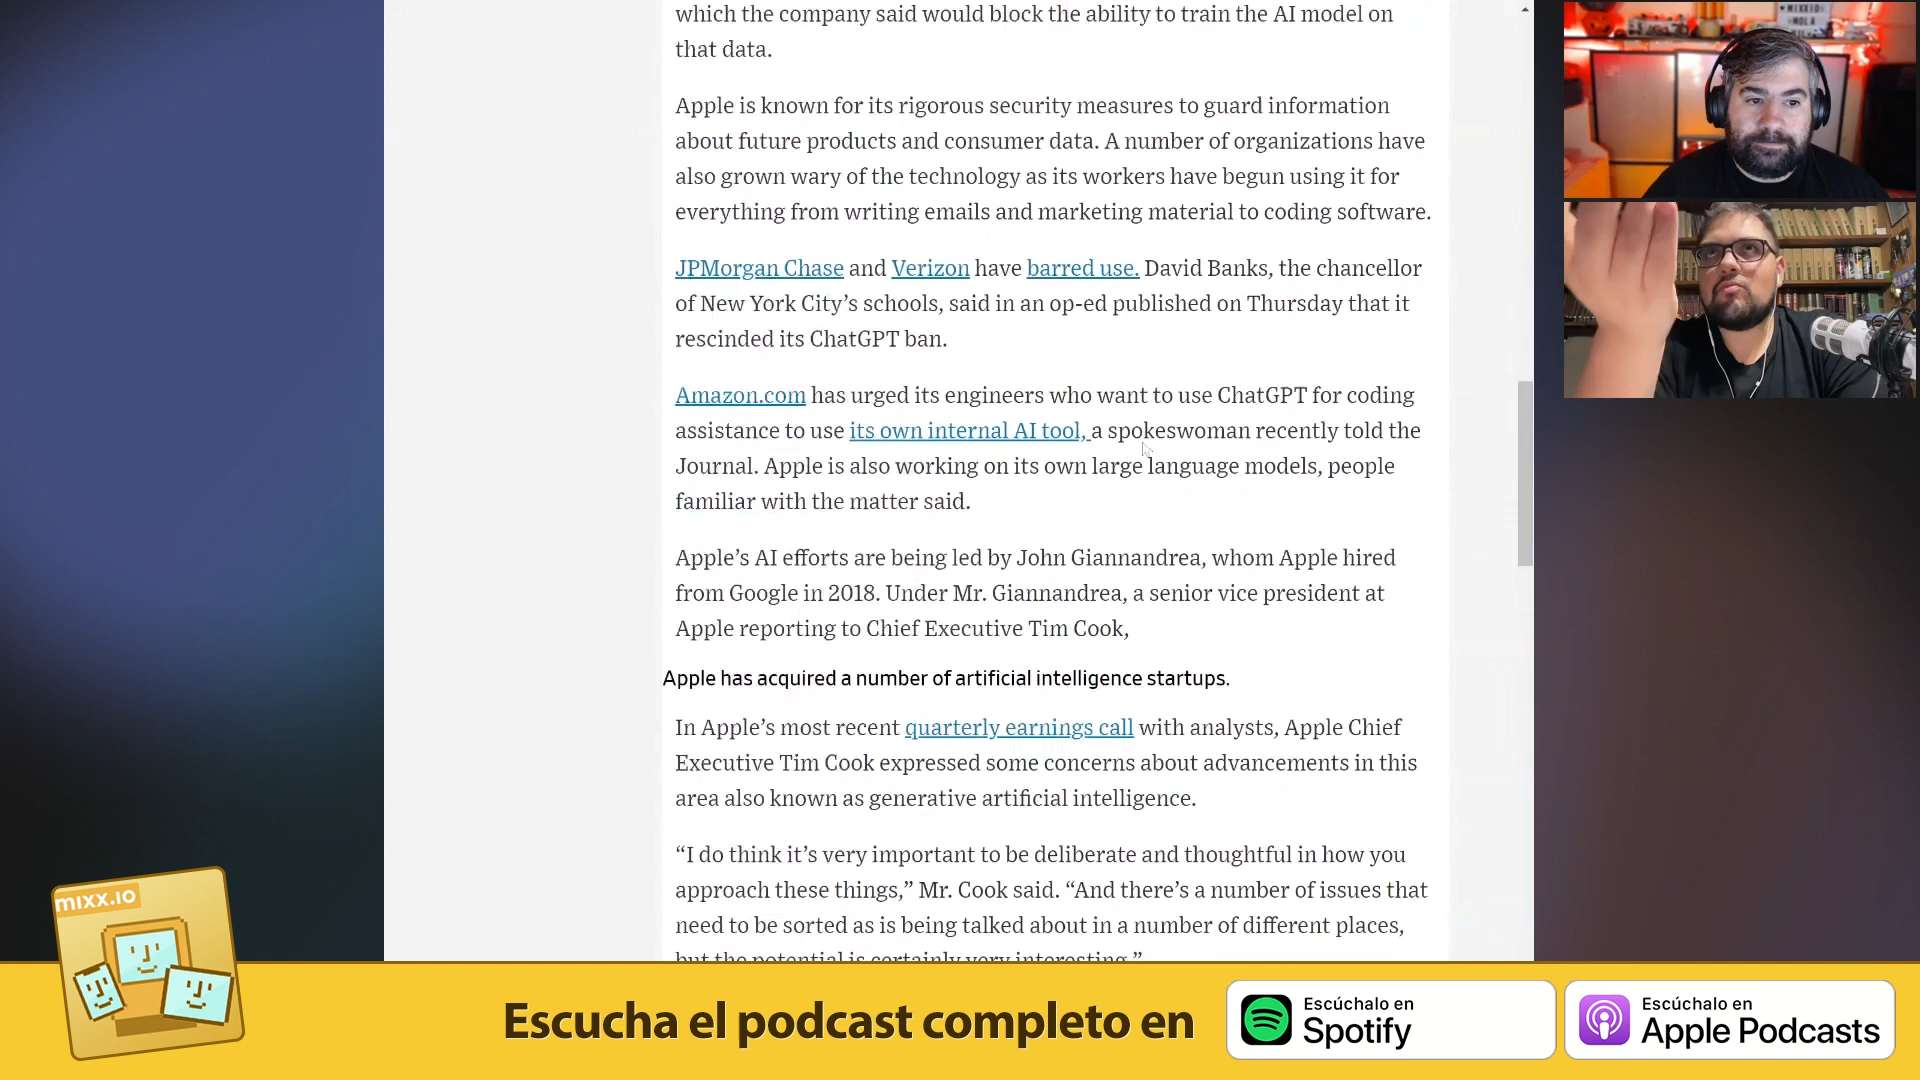 which the company said would block the ability to train the AI model on
that data.
Apple is known for its rigorous security measures to guard information
about future products and consumer data. A number of organizations have
also grown wary of the technology as its workers have begun using it for
everything from writing emails and marketing material to coding software.
JPMorgan Chase and Verizon have barred use. David Banks, the chancellor
of New York City’s schools, said in an op-ed published on Thursday that it
rescinded its ChatGPT ban.
Amazon.com has urged its engineers who want to use ChatGPT for coding
assistance to use its own internal AI tool, a spokeswoman recently told the
Journal. Apple is also working on its own large language models, people
familiar with the matter said.
Apple’s AI efforts are being led by John Giannandrea, whom Apple hired
from Google in 2018. Under Mr. Giannandrea, a senior vice president at
Apple reporting to Chief Executive Tim Cook,
Apple has acquired a number of artificial intelligence startups.
In Apple’s most recent quarterly earnings call with analysts, Apple Chief
Executive Tim Cook expressed some concerns about advancements in this
area also known as generative artificial intelligence.
“I do think it’s very important to be deliberate and thoughtful in how you
approach these things,” Mr. Cook said. “And there’s a number of issues that
need to be sorted as is being talked about in a number of different places,
but the potential is certainly very interesting.”
MIXXIO
HOLA
mixx.io
Escucha el podcast completo en
Escúchalo en
Spotify
Escúchalo en
Apple Podcasts